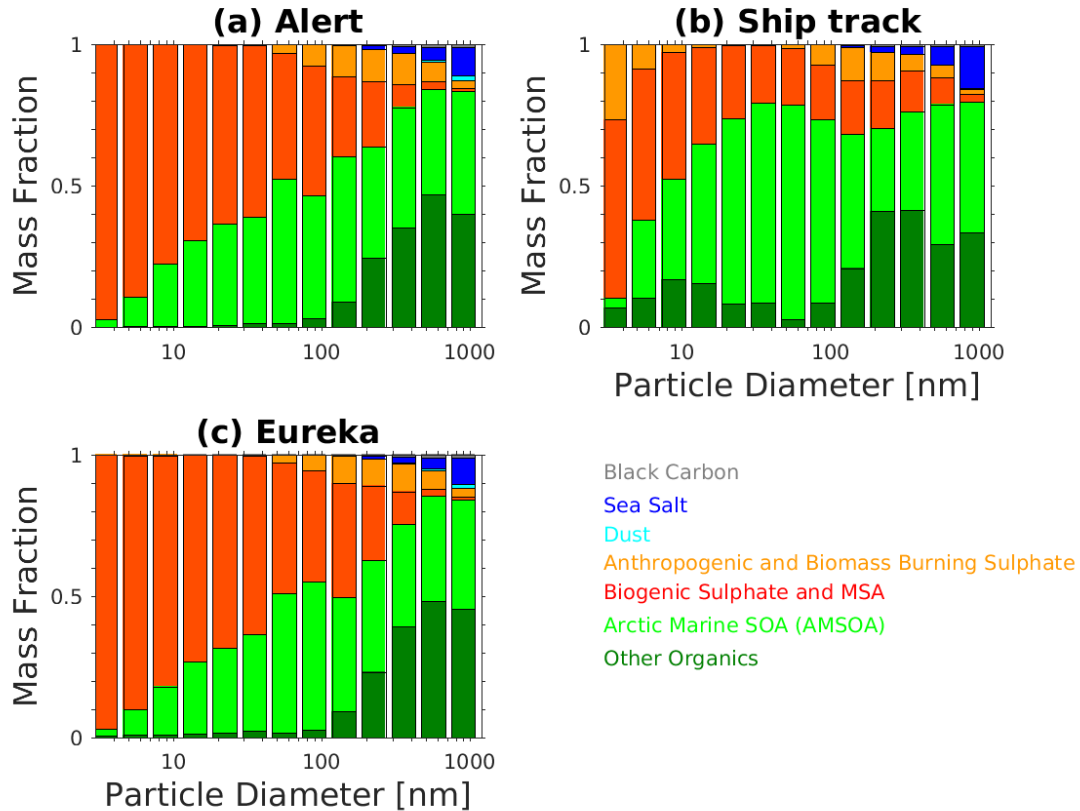 (a) Alert
1
0.5
0
Mass Fraction
10
100
1000
(b) Ship track
1
0.5
0
Mass Fraction
10
100
1000
Particle Diameter [nm]
(c) Eureka
1
0.5
0
Mass Fraction
10
100
1000
Particle Diameter [nm]
Black Carbon
Sea Salt
Dust
Anthropogenic and Biomass Burning Sulphate
Biogenic Sulphate and MSA
Arctic Marine SOA (AMSOA)
Other Organics